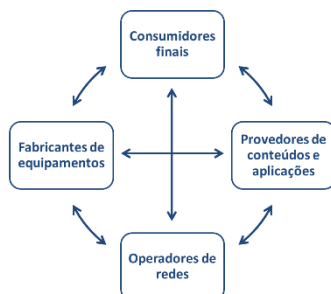 Consumidores
finais
Fabricantes de
equipamentos
Provedores de
conteúdos e
aplicações
Operadores de
redes